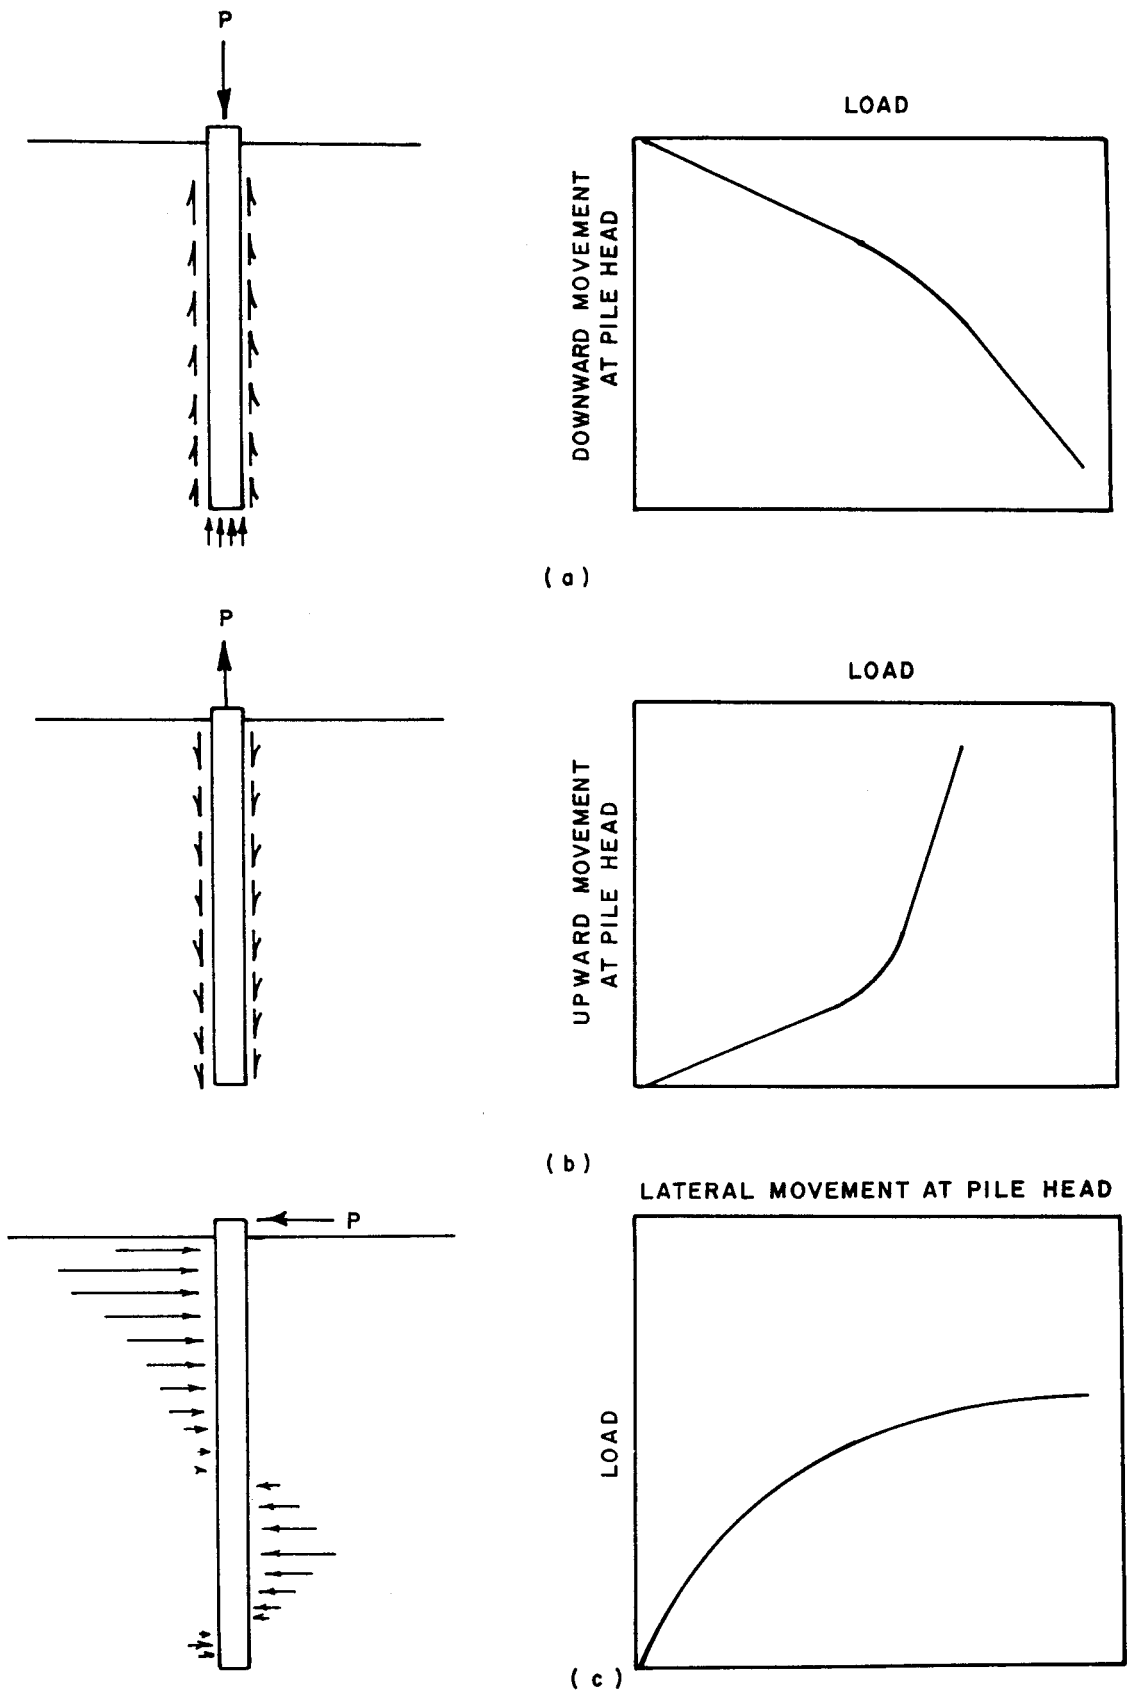 P
LOAD
DOWNWARD MOVEMENT
AT PILE HEAD
(a)
P
LOAD
UPWARD MOVEMENT
AT PILE HEAD
(b)
LATERAL MOVEMENT AT PILE HEAD
P
LOAD
(c)